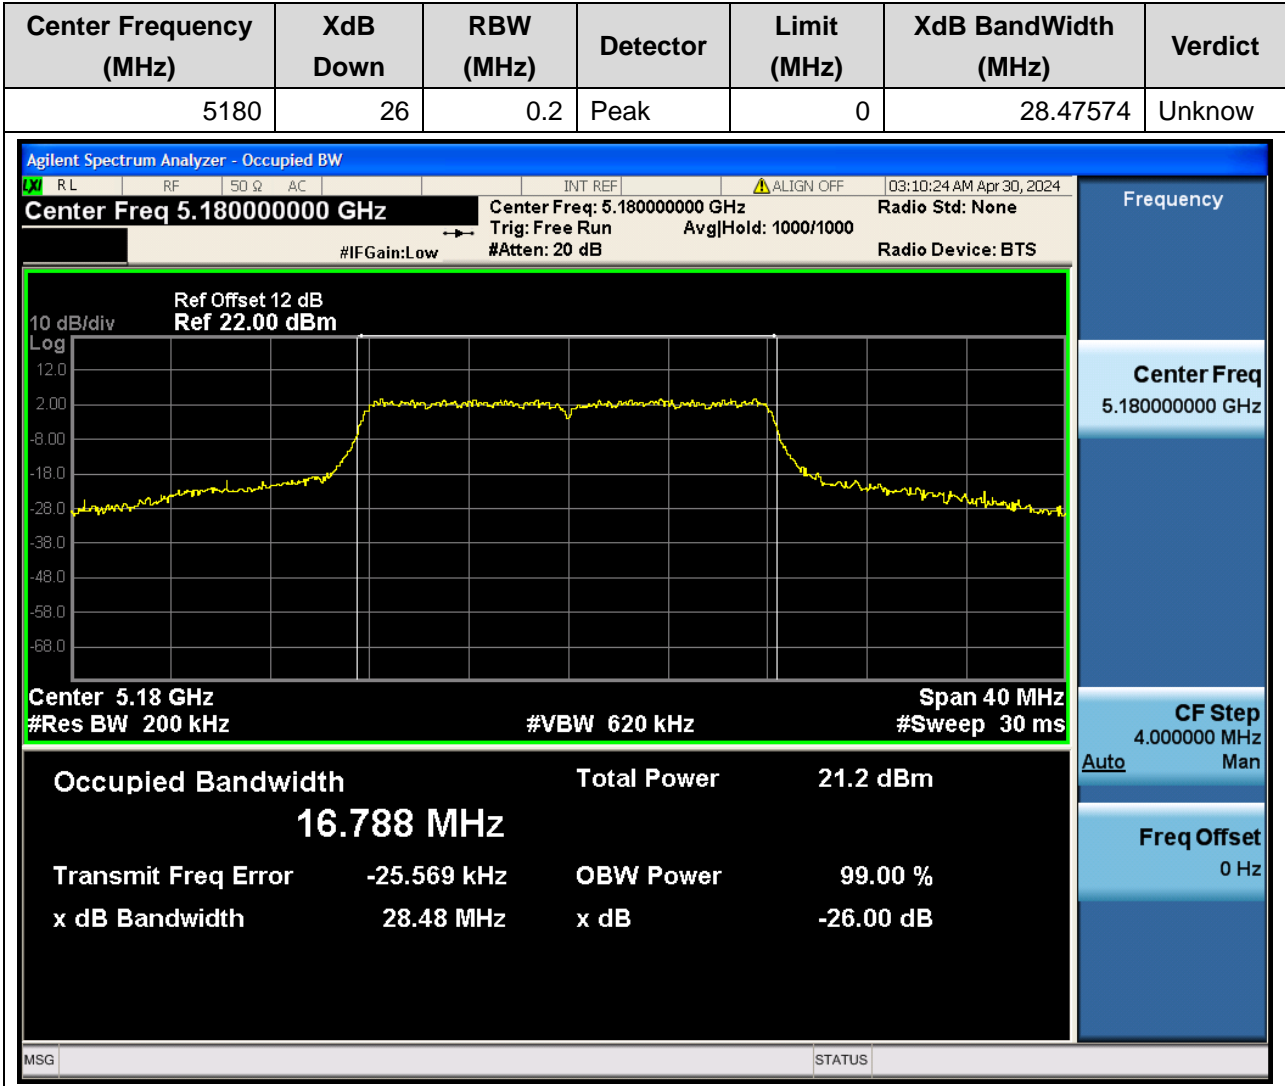 Center Frequency (MHz) XdB Down RBW (MHz) Detector Limit (MHz) XdB BandWidth (MHz) Verdict
5180 26 0.2 Peak 0 28.47574 Unknow
Agilent Spectrum Analyzer - Occupied BW
LXI RL RF 50 Ω AC INT REF ALIGN OFF 03:10:24 AM Apr 30, 2024
Center Freq 5.180000000 GHz
Center Freq: 5.180000000 GHz
Radio Std: None
Trig: Free Run
Avg|Hold: 1000/1000
#IFGain:Low
#Atten: 20 dB
Radio Device: BTS
Ref Offset 12 dB
10 dB/div
Ref 22.00 dBm
Log
12.0
2.00
-8.00
-18.0
-28.0
-38.0
-48.0
-58.0
-68.0
Center 5.18 GHz
Span 40 MHz
#Res BW 200 kHz
#VBW 620 kHz
#Sweep 30 ms
Occupied Bandwidth
Total Power 21.2 dBm
16.788 MHz
Transmit Freq Error -25.569 kHz
OBW Power 99.00 %
x dB Bandwidth 28.48 MHz
x dB -26.00 dB
Frequency
Center Freq
5.180000000 GHz
CF Step
4.000000 MHz
Auto Man
Freq Offset
0 Hz
MSG
STATUS